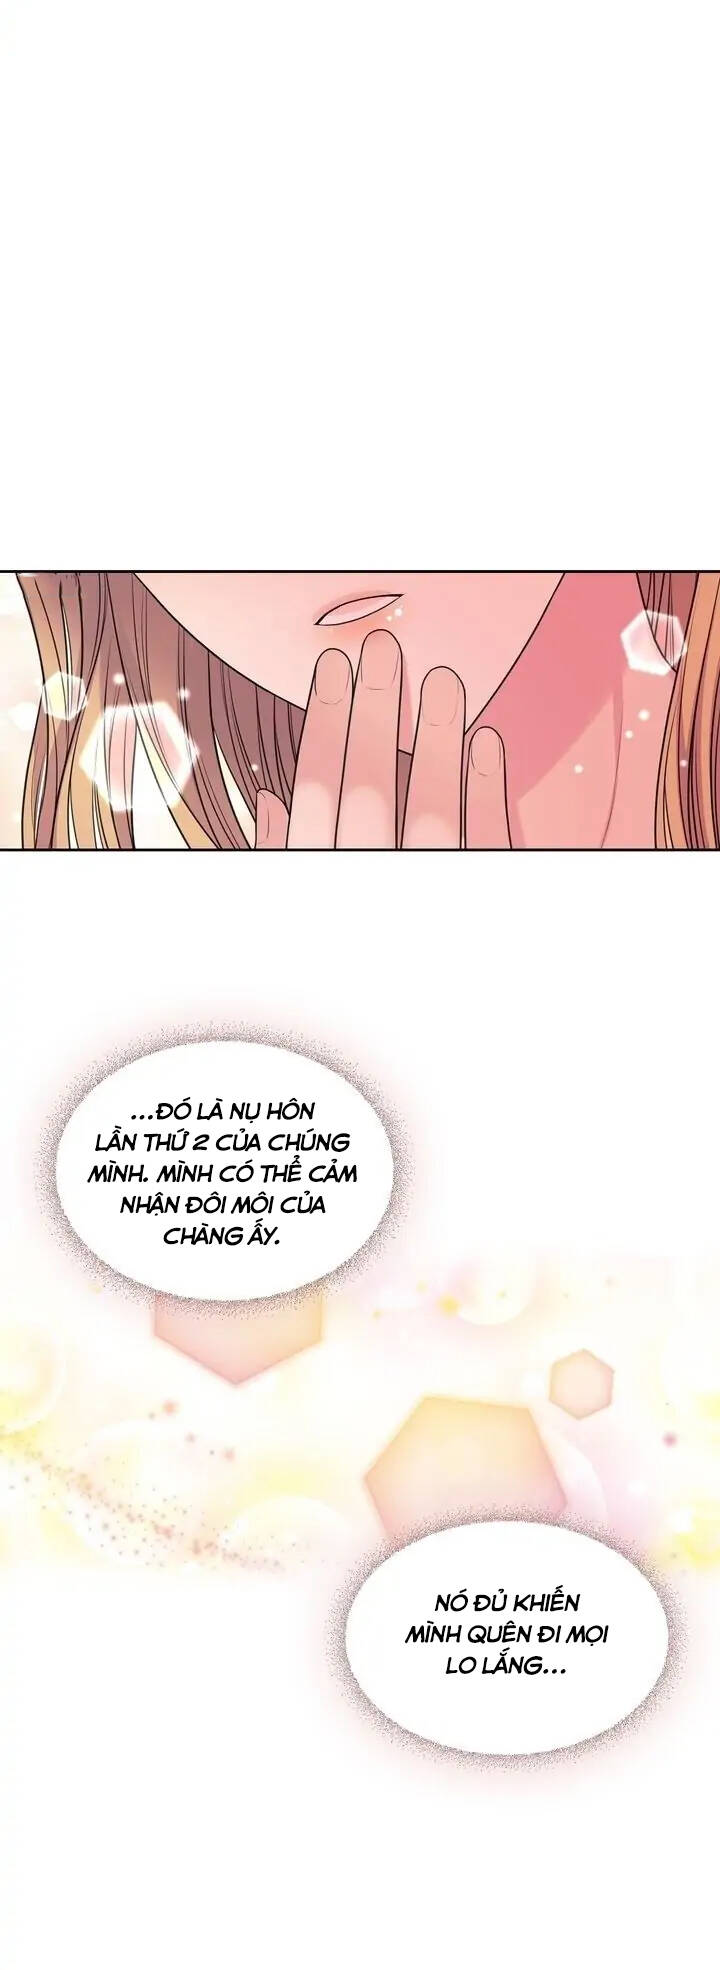 ...ĐÓ LÀ NỤ HÔN
LẦN THỨ 2 CỦA CHÚNG
MÌNH. MÌNH CÓ THỂ CẢM
NHẬN ĐÔI MÔI CỦA
CHÀNG ẤY.
NÓ ĐỦ KHIẾN
MÌNH QUÊN ĐI MỌI
LO LẮNG...